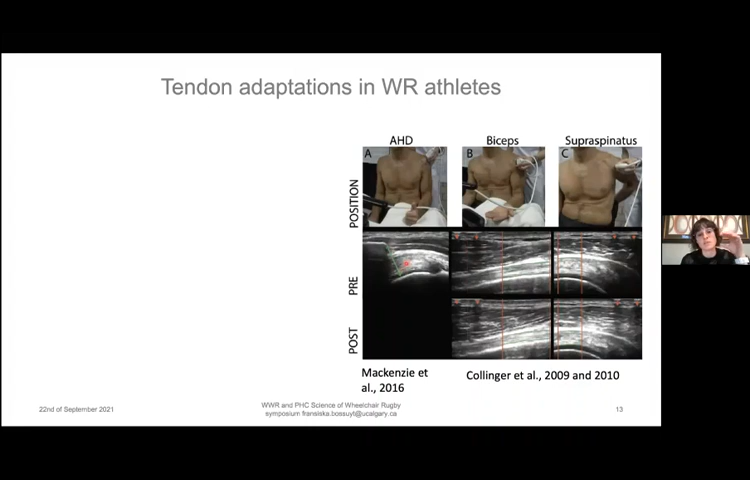 Tendon adaptations in WR athletes
AHD
Biceps
Supraspinatus
A
B
C
POSITION
PRE
POST
Mackenzie et
al., 2016
Collinger et al., 2009 and 2010
22nd of September 2021
WWR and PHC Science of Wheelchair Rugby
symposium fransiska.bossuyt@ucalgary.ca
13